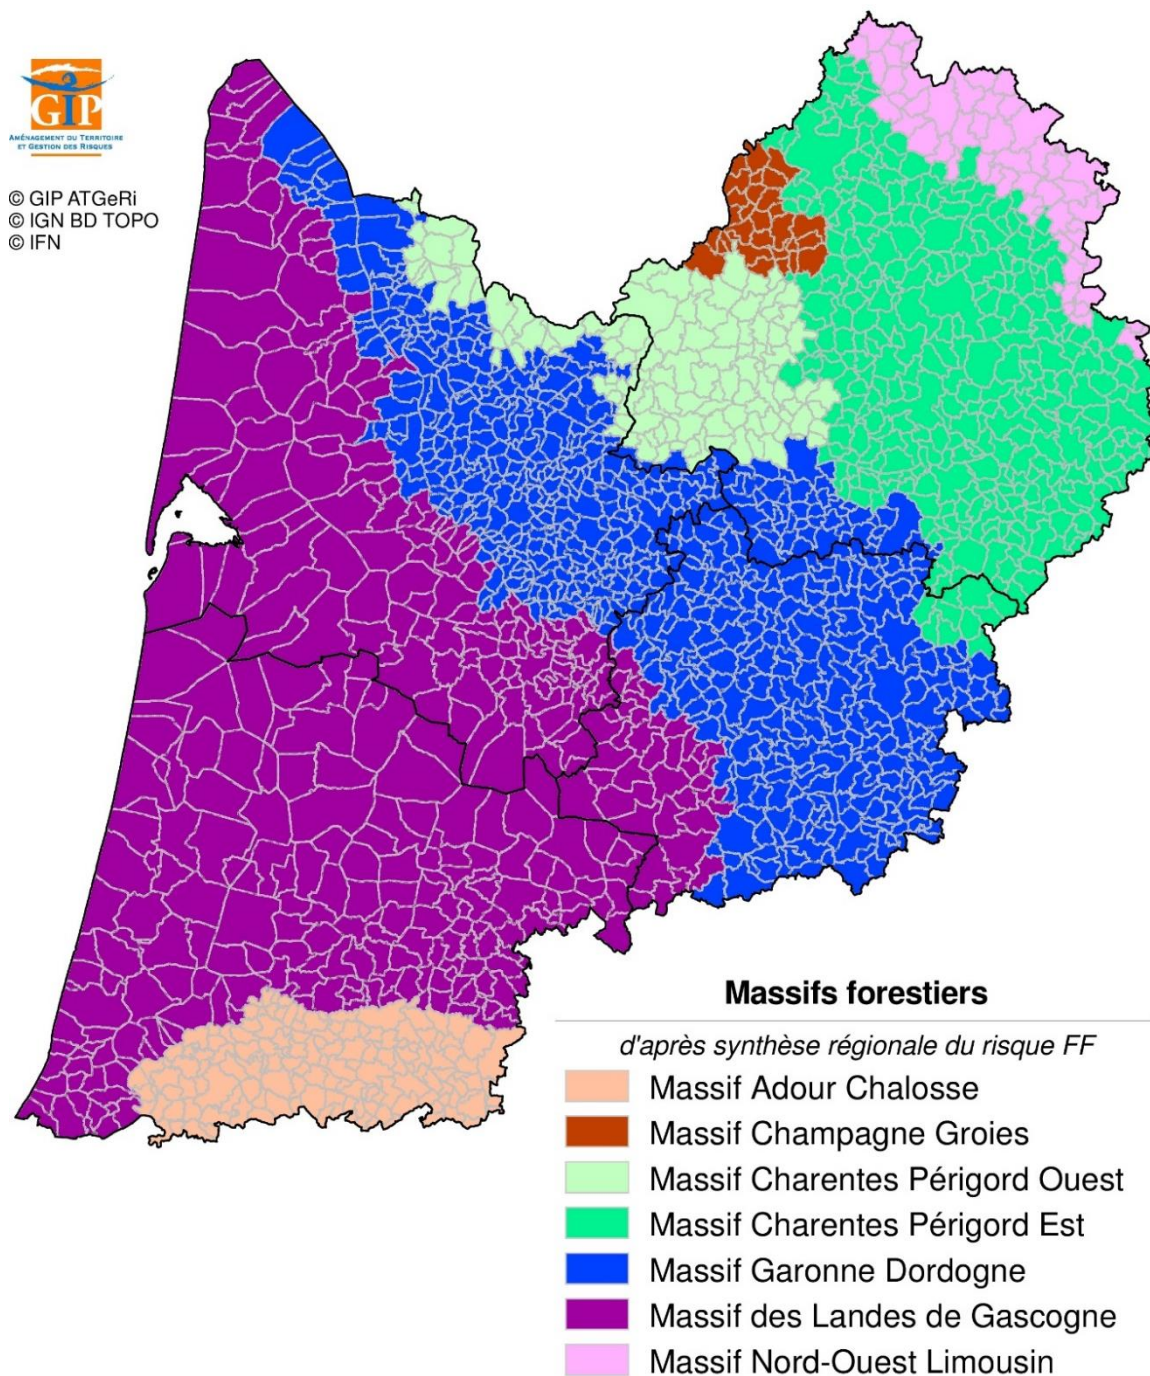 GIP
AMÉNAGEMENT DU TERRITOIRE
ET GESTION DES RISQUES
© GIP ATGeRi
© IGN BD TOPO
© IFN
Massifs forestiers
d'après synthèse régionale du risque FF
Massif Adour Chalosse
Massif Champagne Groies
Massif Charentes Périgord Ouest
Massif Charentes Périgord Est
Massif Garonne Dordogne
Massif des Landes de Gascogne
Massif Nord-Ouest Limousin